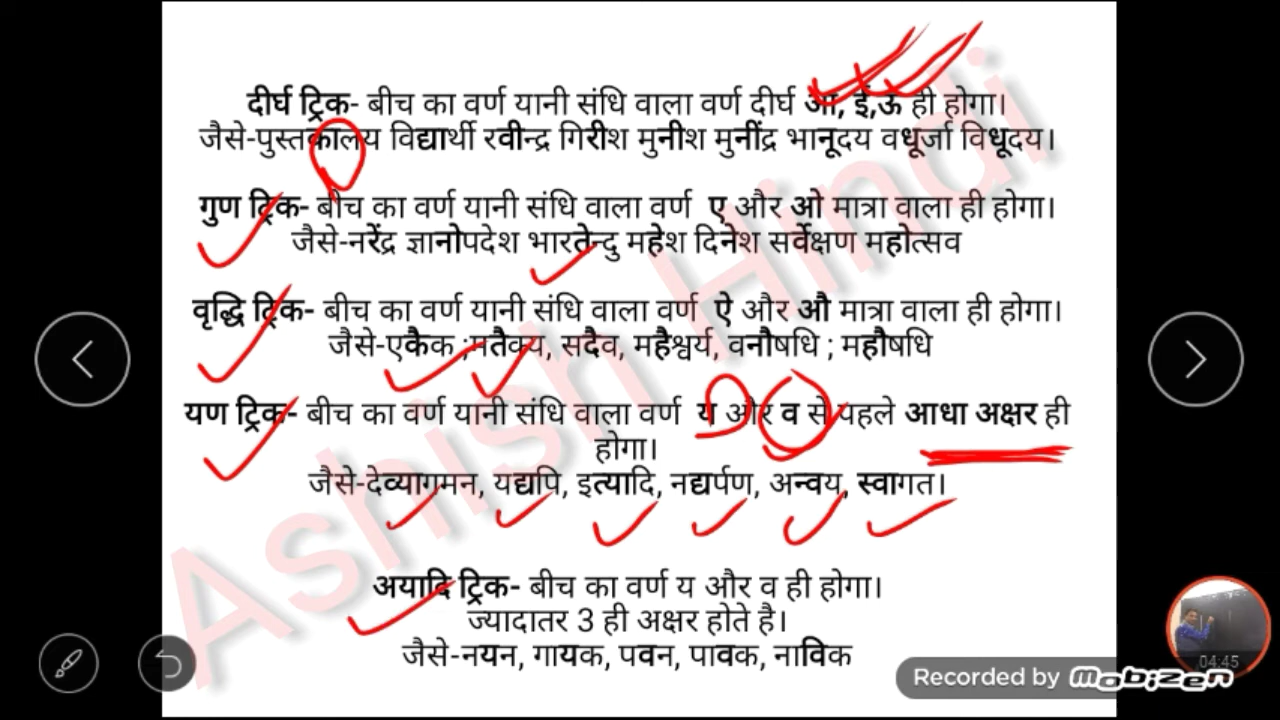 दीर्घ ट्रिक- बीच का वर्ण यानी संधि वाला वर्ण दीर्घ आ, ई,ऊ ही होगा।
जैसे-पुस्तकालय विद्यार्थी रवीन्द्र गिरीश मुनीश मुनींद्र भानूदय वधूर्जा विधूदय।
गुण ट्रिक- बीच का वर्ण यानी संधि वाला वर्ण ए और ओ मात्रा वाला ही होगा।
जैसे-नरेंद्र ज्ञानोपदेश भारतेन्दु महेश दिनेश सर्वेक्षण महोत्सव
वृद्धि ट्रिक- बीच का वर्ण यानी संधि वाला वर्ण ऐ और औ मात्रा वाला ही होगा।
जैसे-एकैक ;मतैक्य, सदैव, महैश्वर्य, वनौषधि ; महौषधि
यण ट्रिक- बीच का वर्ण यानी संधि वाला वर्ण य और व से पहले आधा अक्षर ही
होगा।
जैसे-देव्यागमन, यद्यपि, इत्यादि, नद्यर्पण, अन्वय, स्वागत।
अयादि ट्रिक- बीच का वर्ण य और व ही होगा।
ज्यादातर 3 ही अक्षर होते है।
जैसे-नयन, गायक, पवन, पावक, नाविक
Ashish Hindi
04:45
Recorded by Mobizen